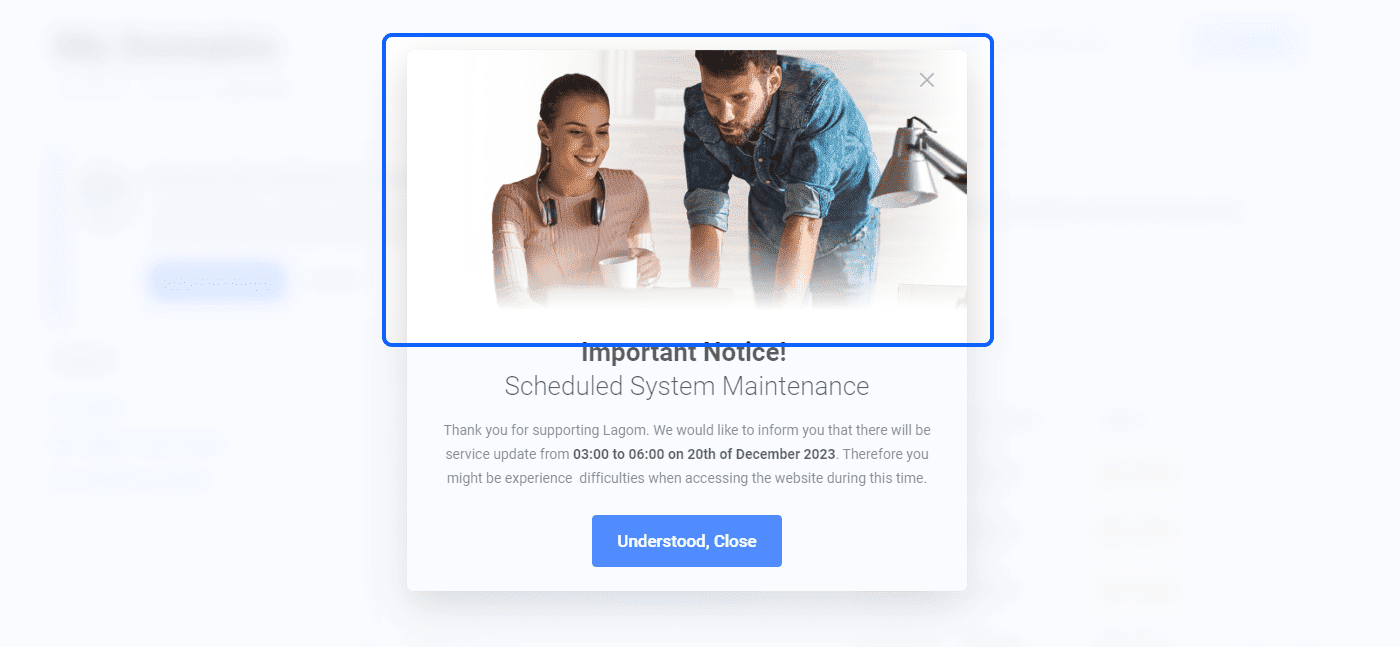 Important Notice!
Scheduled System Maintenance
Thank you for supporting Lagom. We would like to inform you that there will be
service update from 03:00 to 06:00 on 20th of December 2023. Therefore you
might be experience  difficulties when accessing the website during this time.
Understood, Close